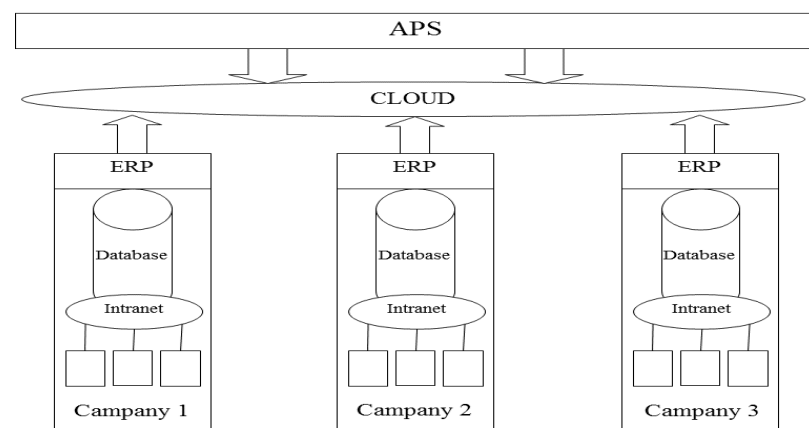 APS
CLOUD
ERP
Database
Intranet
Campany 1
ERP
Database
Intranet
Campany 2
ERP
Database
Intranet
Campany 3